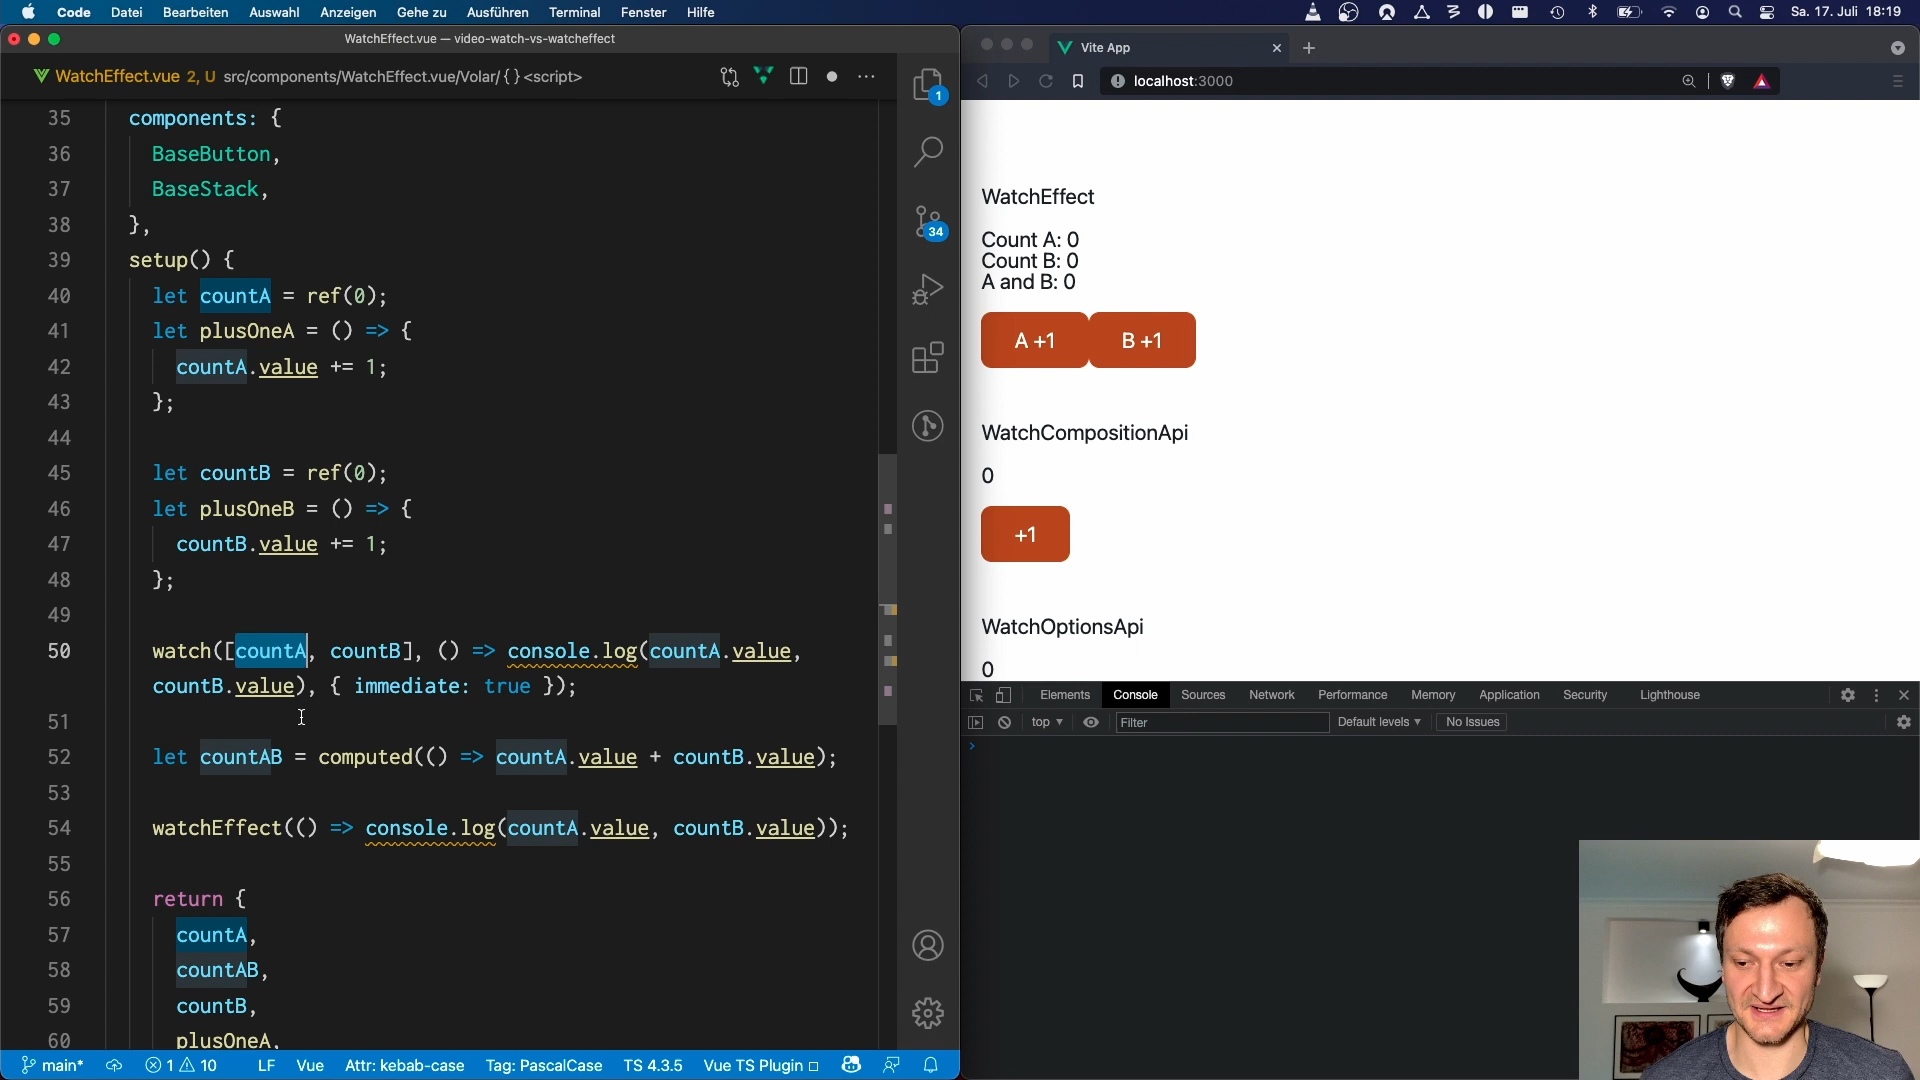 Code Datei Bearbeiten Auswahl Anzeigen Gehe zu Ausführen Terminal Fenster Hilfe
Sa. 17. Juli 18:19
WatchEffect.vue — video-watch-vs-watcheffect
WatchEffect.vue 2, U src/components/WatchEffect.vue/Volar/ {} <script>
35 components: {
36 BaseButton,
37 BaseStack,
38 },
39 setup() {
40 let countA = ref(0);
41 let plusOneA = () => {
42 countA.value += 1;
43 };
44
45 let countB = ref(0);
46 let plusOneB = () => {
47 countB.value += 1;
48 };
49
50 watch([countA, countB], () => console.log(countA.value,
countB.value), { immediate: true });
51
52 let countAB = computed(() => countA.value + countB.value);
53
54 watchEffect(() => console.log(countA.value, countB.value));
55
56 return {
57 countA,
58 countAB,
59 countB,
60 plusOneA,
1
34
main* 1 10 LF Vue Attr: kebab-case Tag: PascalCase TS 4.3.5 Vue TS Plugin
Vite App
localhost:3000
WatchEffect
Count A: 0
Count B: 0
A and B: 0
A +1 B +1
WatchCompositionApi
0
+1
WatchOptionsApi
0
Elements Console Sources Network Performance Memory Application Security Lighthouse
top Filter Default levels No Issues